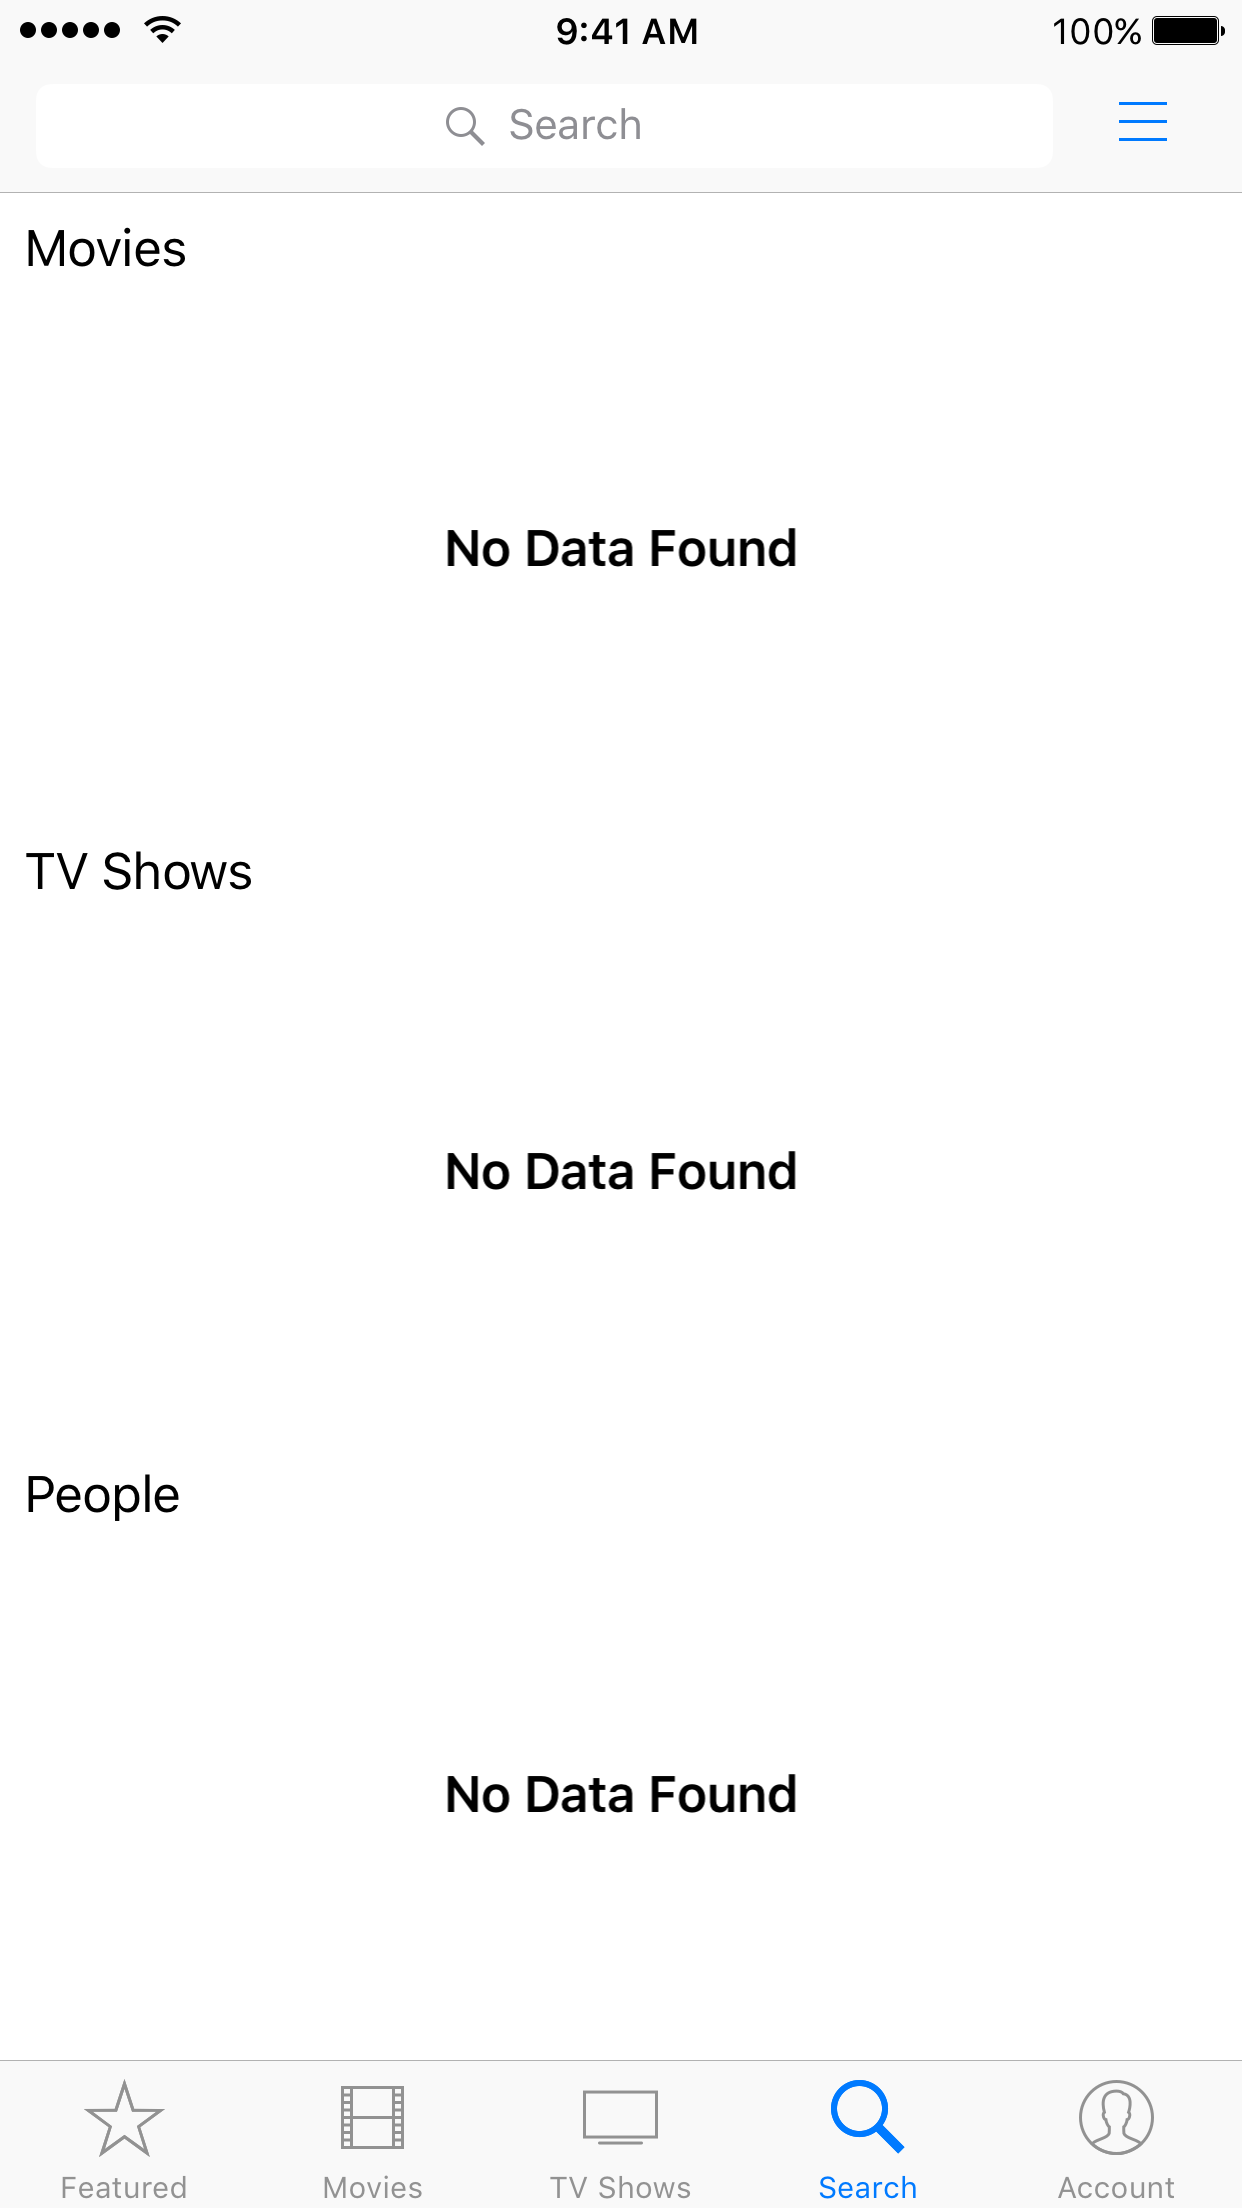 9:41 AM 100%
Search
Movies
No Data Found
TV Shows
No Data Found
People
No Data Found
Featured Movies TV Shows Search Account